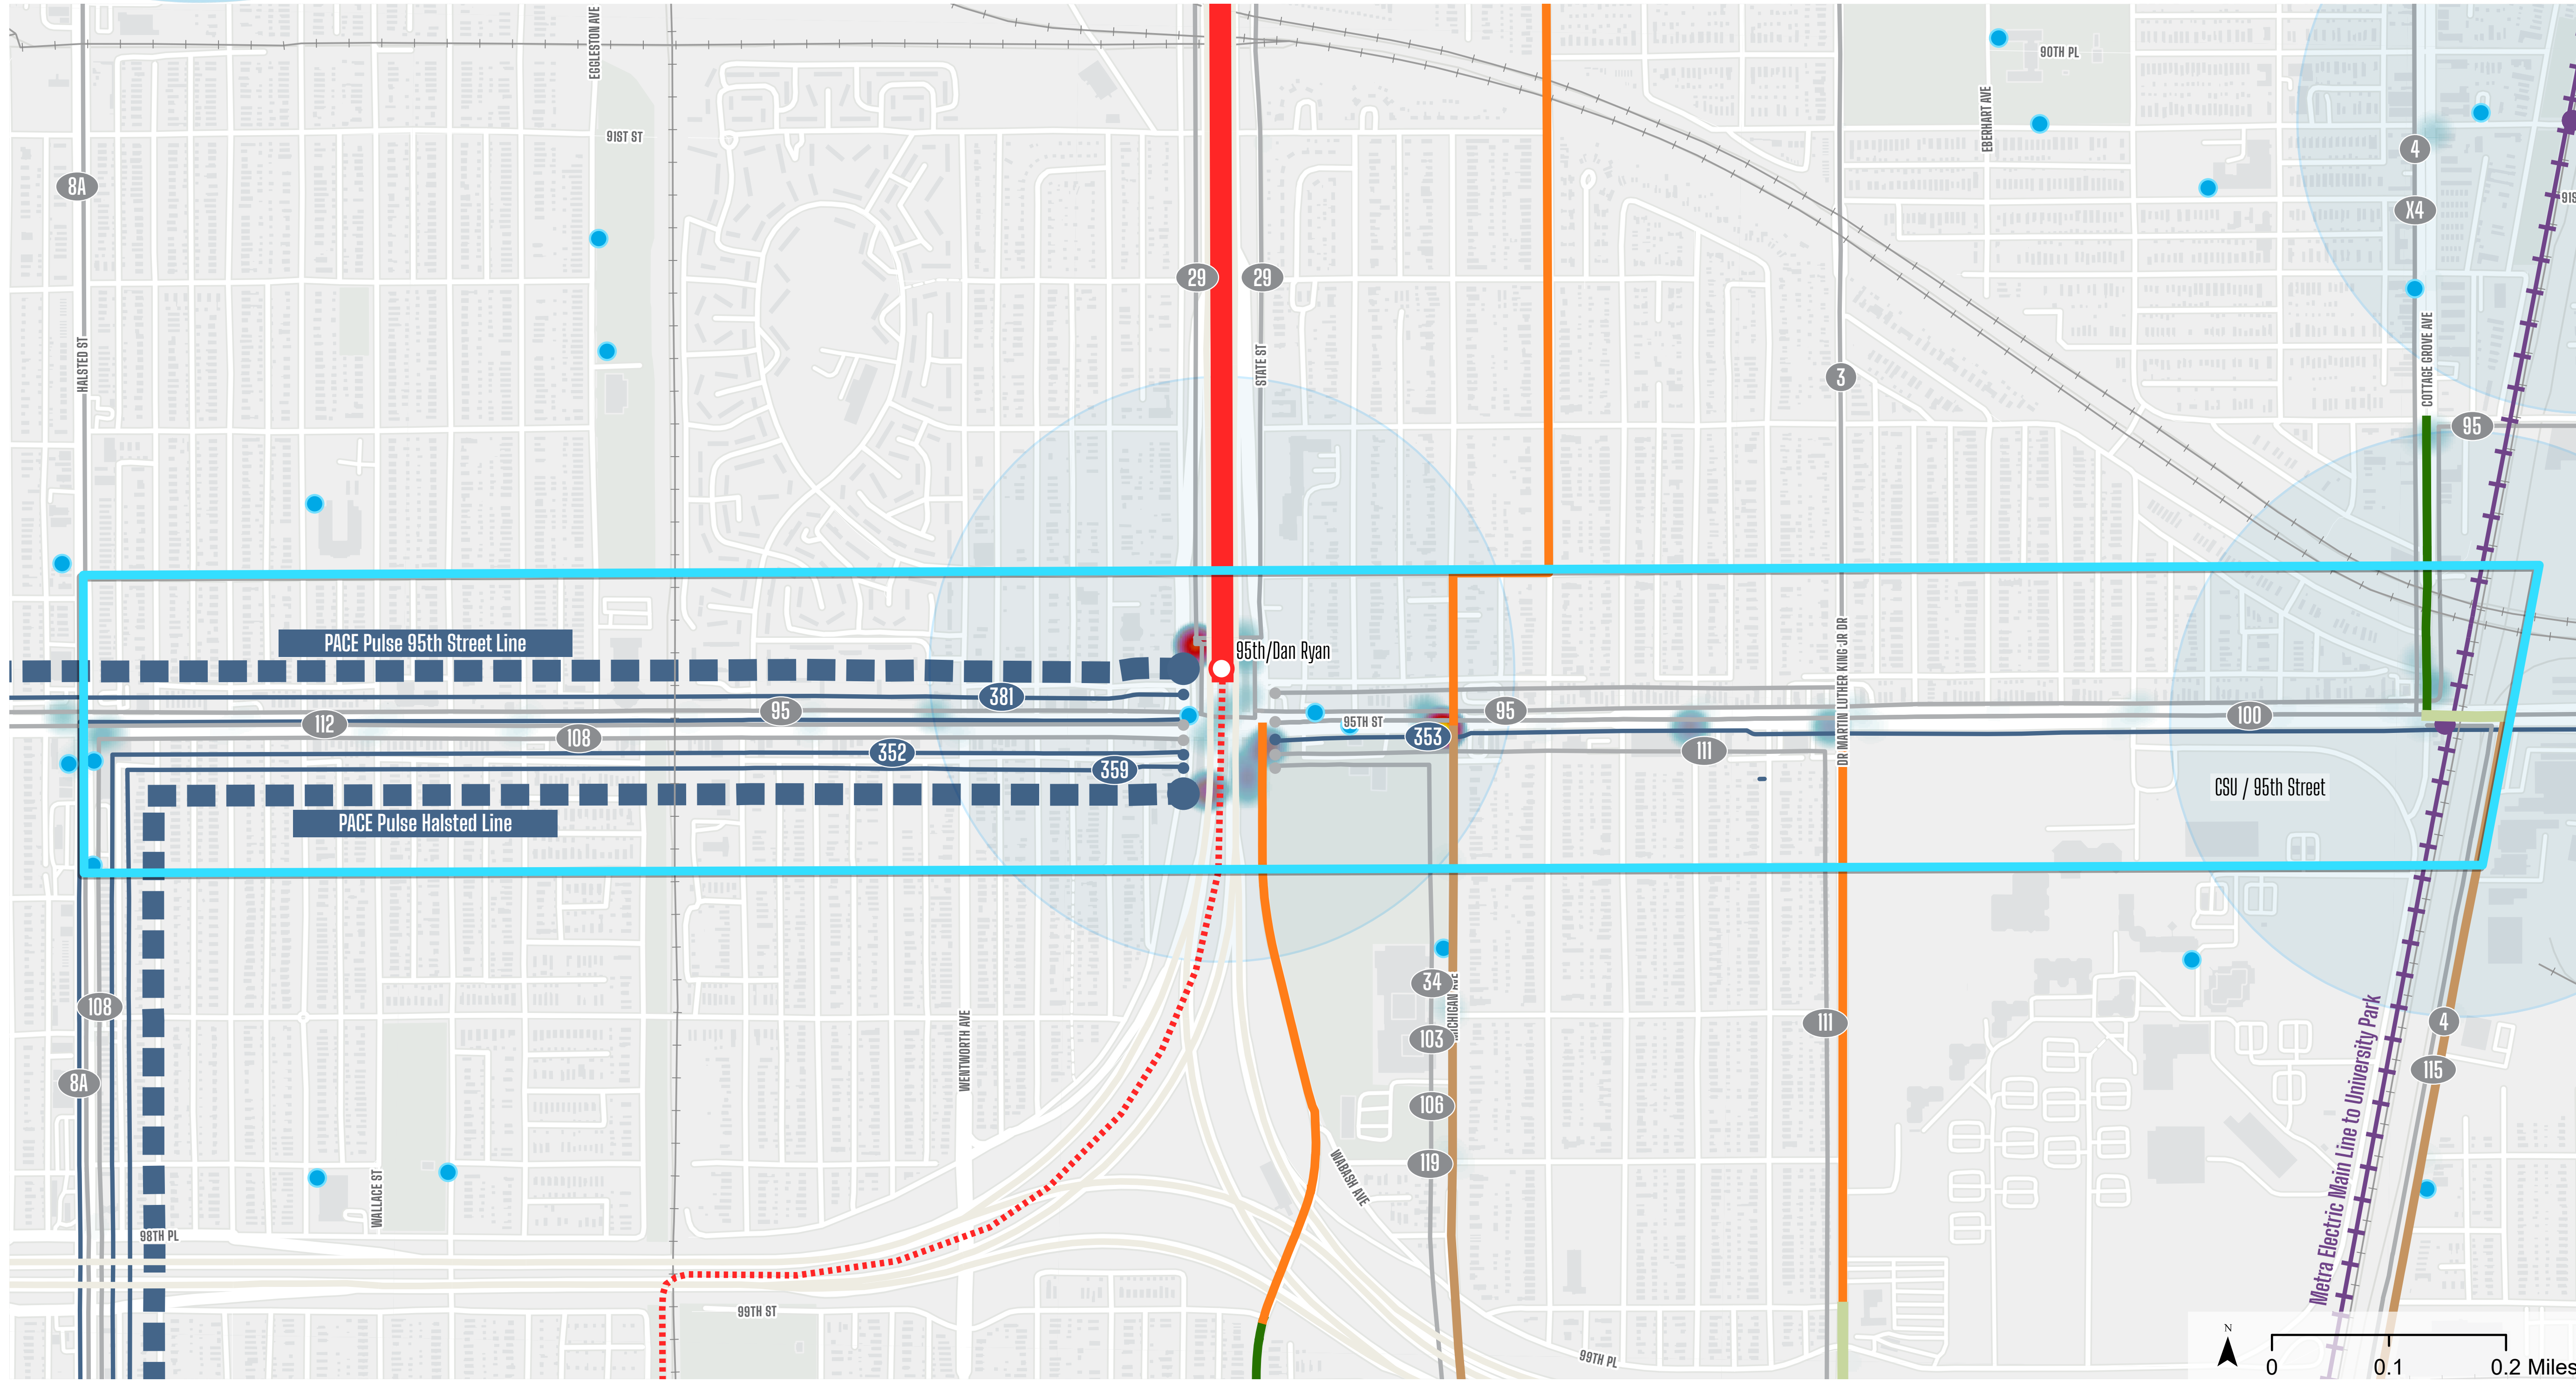 EGGLESTON AVE
90TH PL
EBERHART AVE
91ST ST
4
8A
X4
919
29
29
HALSTED ST
STATE ST
COTTAGE GROVE AVE
3
95
PACE Pulse 95th Street Line
95th/Dan Ryan
DR MARTIN LUTHER KING JR DR
381
95
95
100
112
95TH ST
108
353
111
352
359
CSU / 95th Street
PACE Pulse Halsted Line
34
MICHIGAN AVE
108
WENTWORTH AVE
103
111
4
8A
115
106
Metra Electric Main Line to University Park
119
WABASH AVE
WALLACE ST
98TH PL
99TH ST
99TH PL
N
0 0.1 0.2 Miles